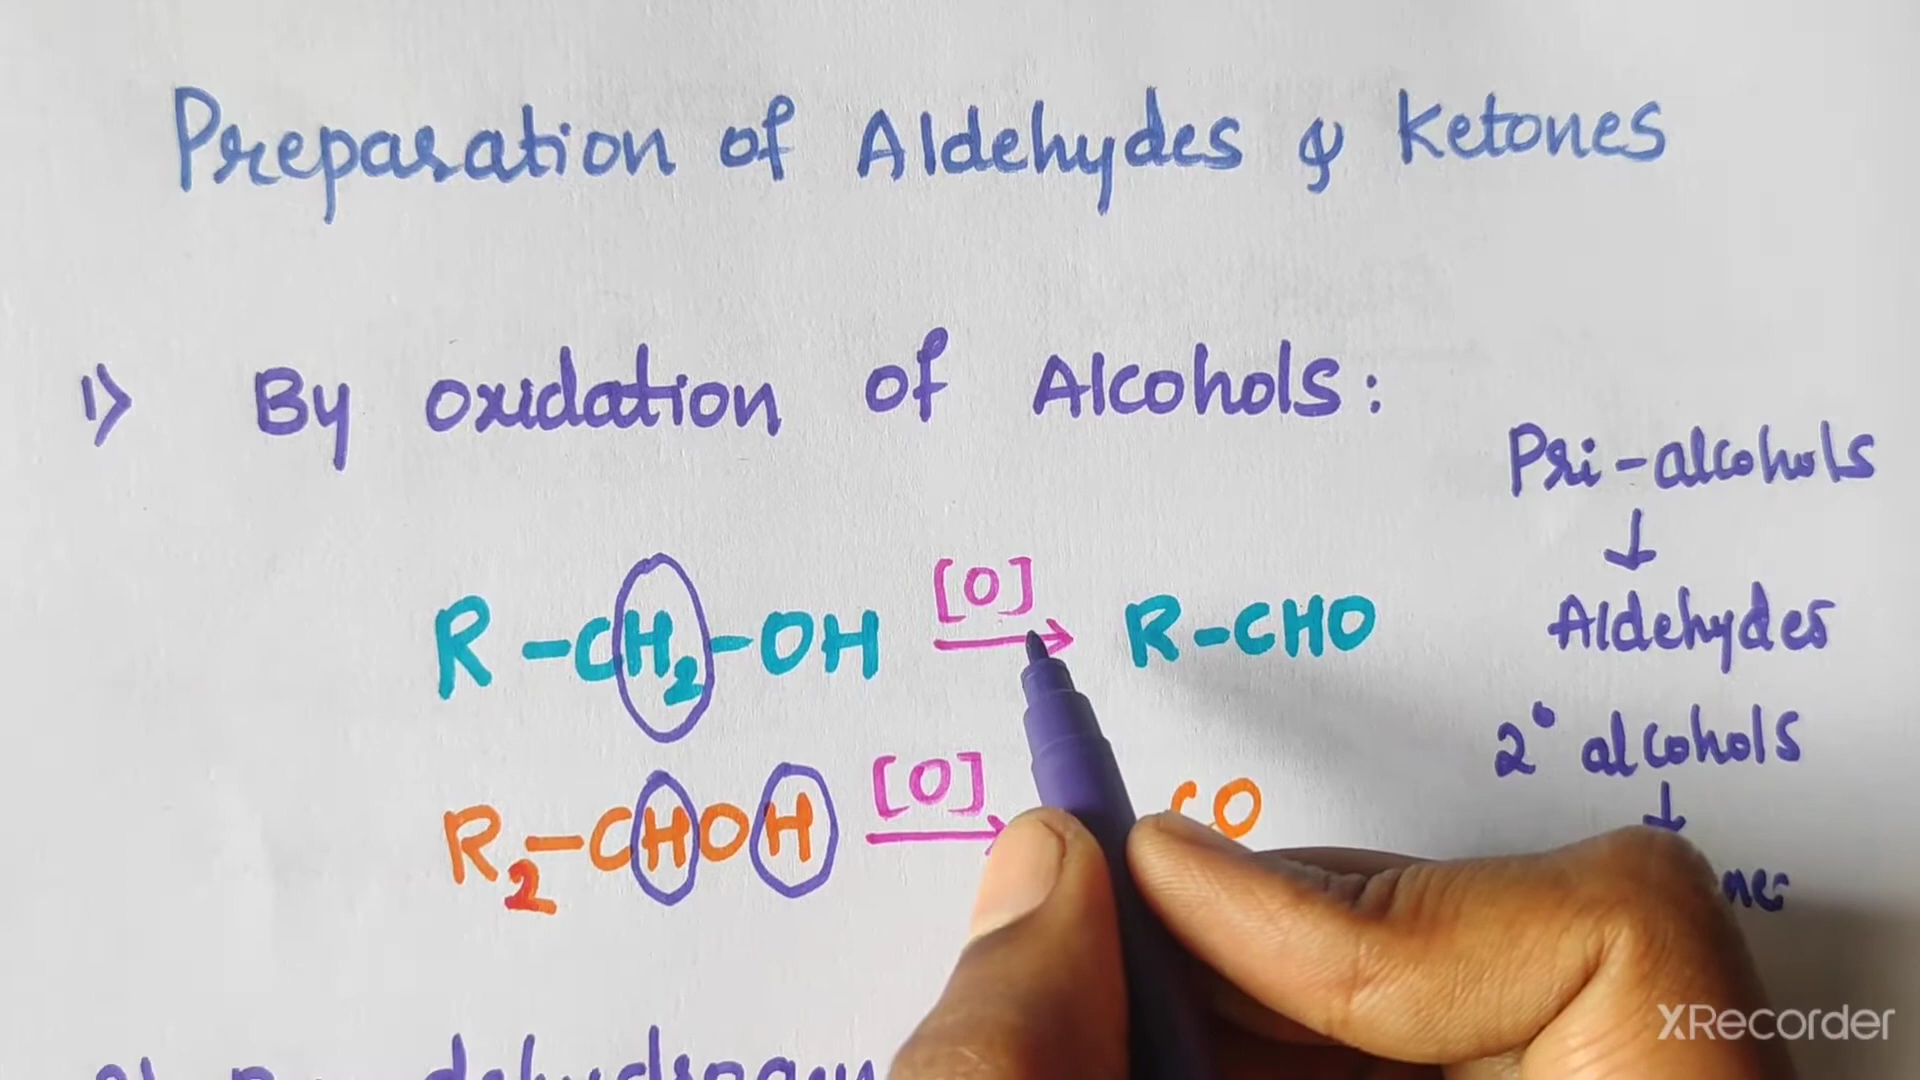 Preparation of Aldehydes & Ketones
1) By oxidation of Alcohols:
Pri-alcohols
↓
Aldehydes
R-CH₂-OH [O] → R-CHO
2° alcohols
↓
R₂-CHOH [O] → CO
XRecorder